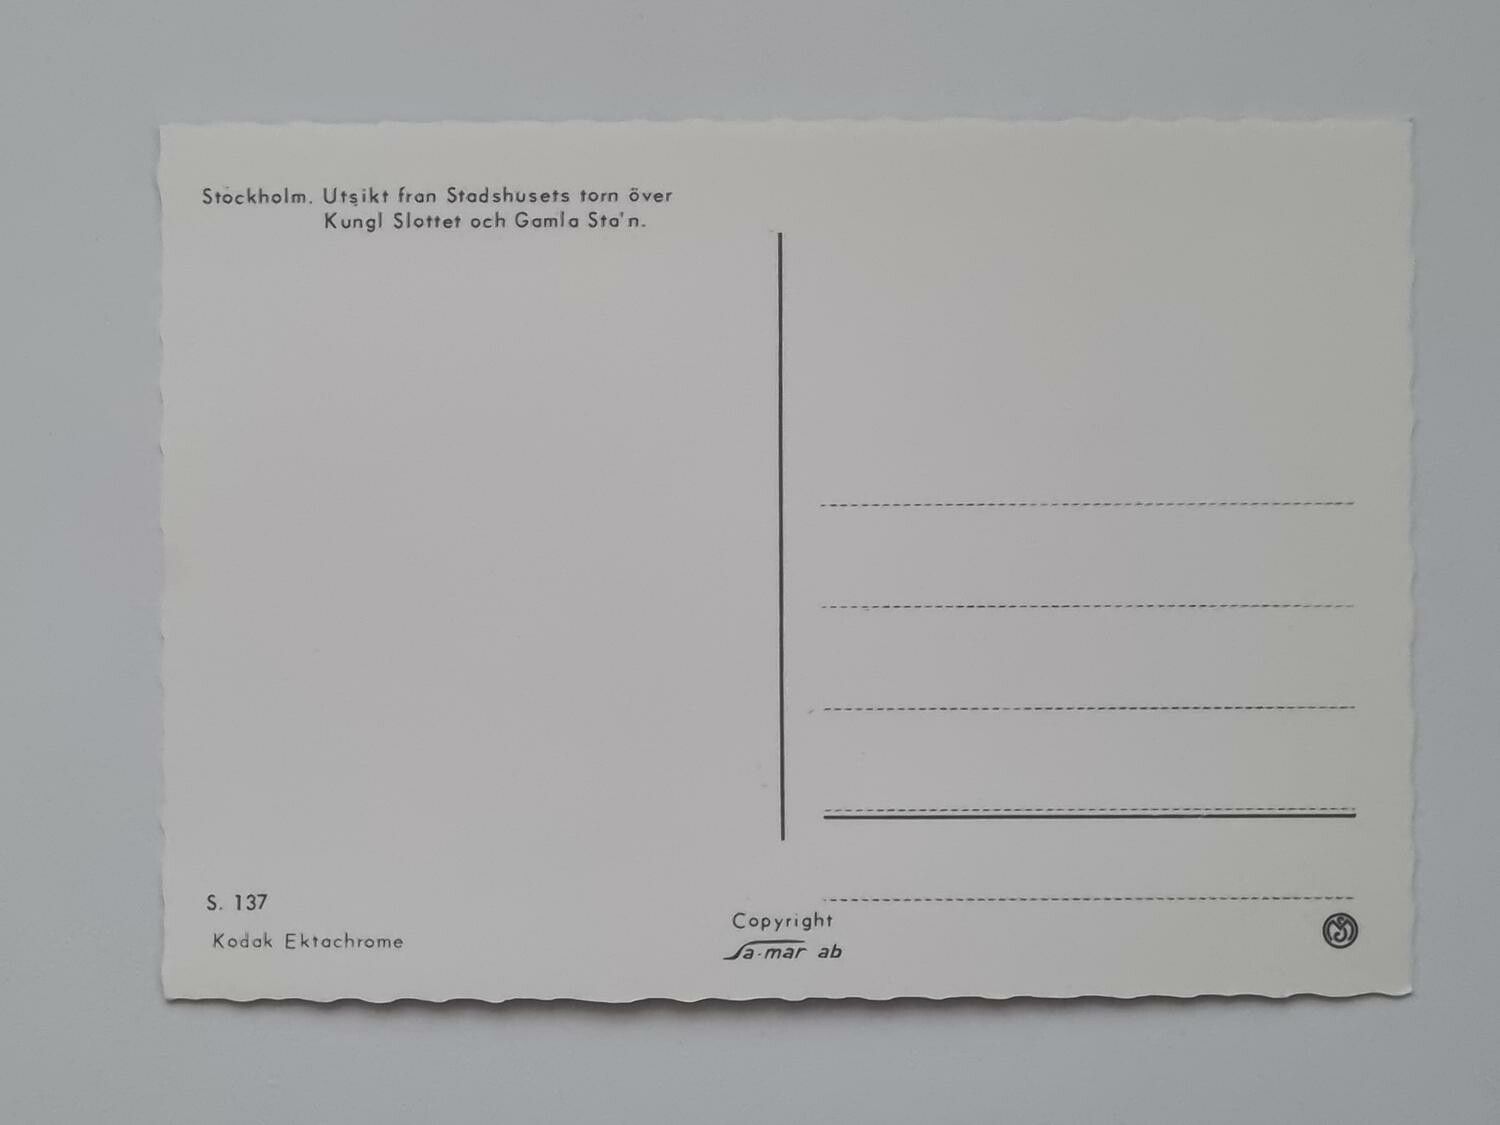 Stockholm. Utsikt fran Stadshusets torn över
Kungl Slottet och Gamla Sta'n.
S. 137
Kodak Ektachrome
Copyright
Sa-mar ab